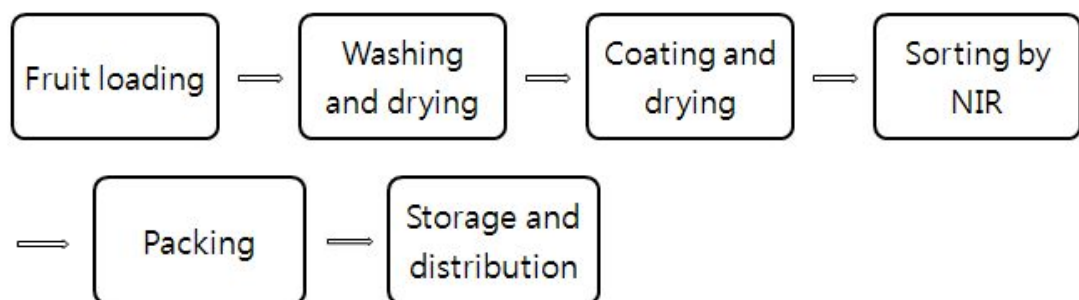 Fruit loading
Washing
and drying
Coating and
drying
Sorting by
NIR
Packing
Storage and
distribution